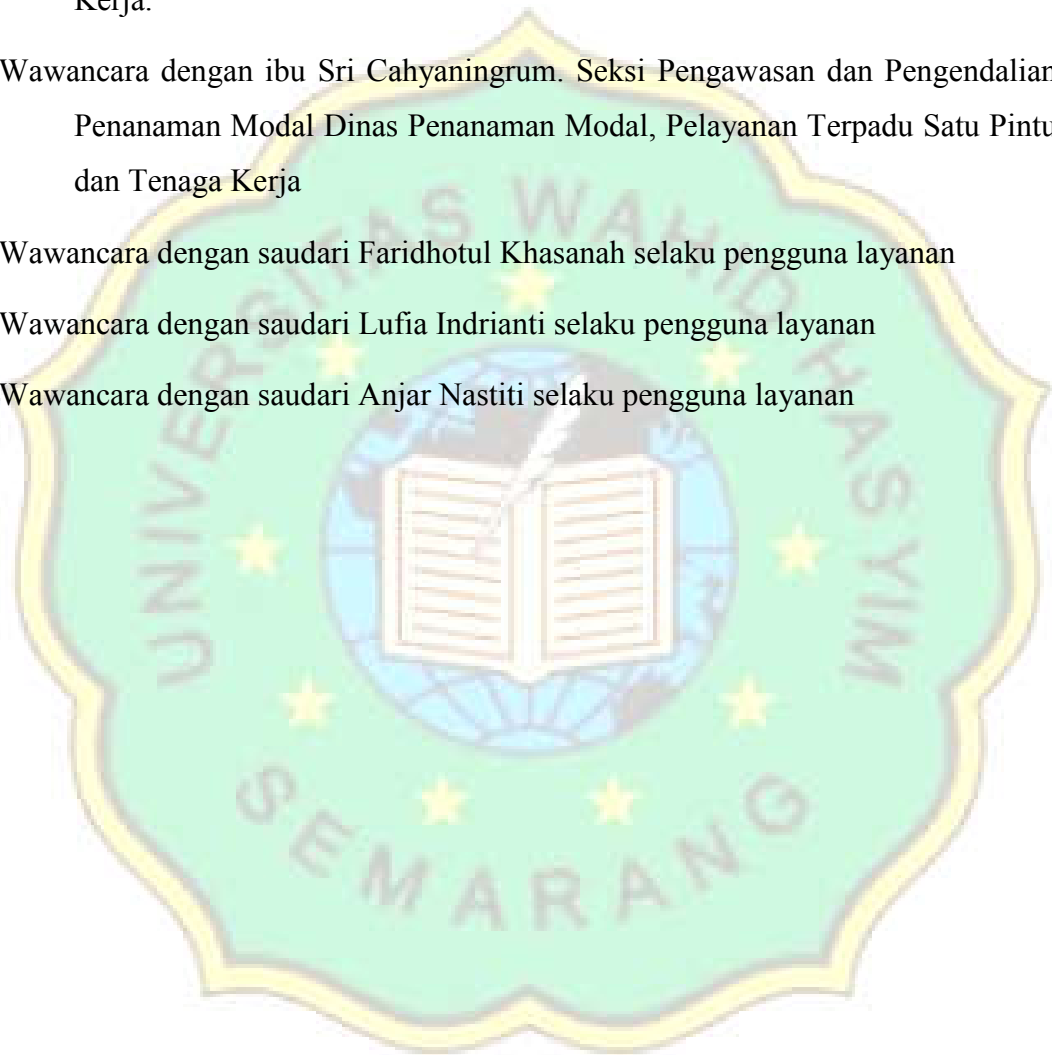 Kerja.
Wawancara dengan ibu Sri Cahyaningrum. Seksi Pengawasan dan Pengendalian
Penanaman Modal Dinas Penanaman Modal, Pelayanan Terpadu Satu Pintu
dan Tenaga Kerja
Wawancara dengan saudari Faridhotul Khasanah selaku pengguna layanan
Wawancara dengan saudari Lufia Indrianti selaku pengguna layanan
Wawancara dengan saudari Anjar Nastiti selaku pengguna layanan
UNIVERSITAS WAHID HASYIM
SEMARANG